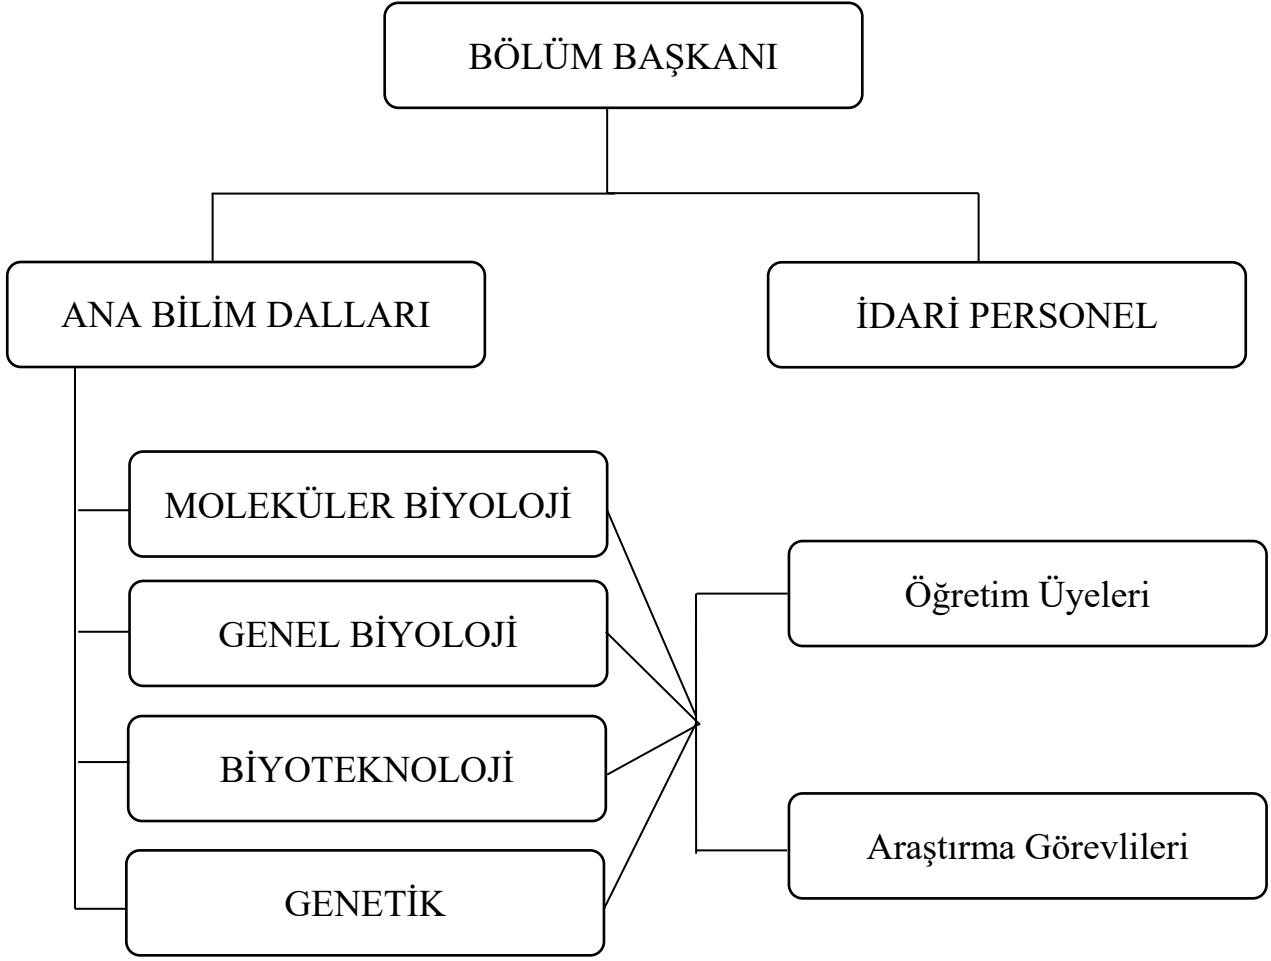 BÖLÜM BAŞKANI
ANA BİLİM DALLARI
İDARİ PERSONEL
MOLEKÜLER BİYOLOJİ
GENEL BİYOLOJİ
BİYOTEKNOLOJİ
GENETİK
Öğretim Üyeleri
Araştırma Görevlileri